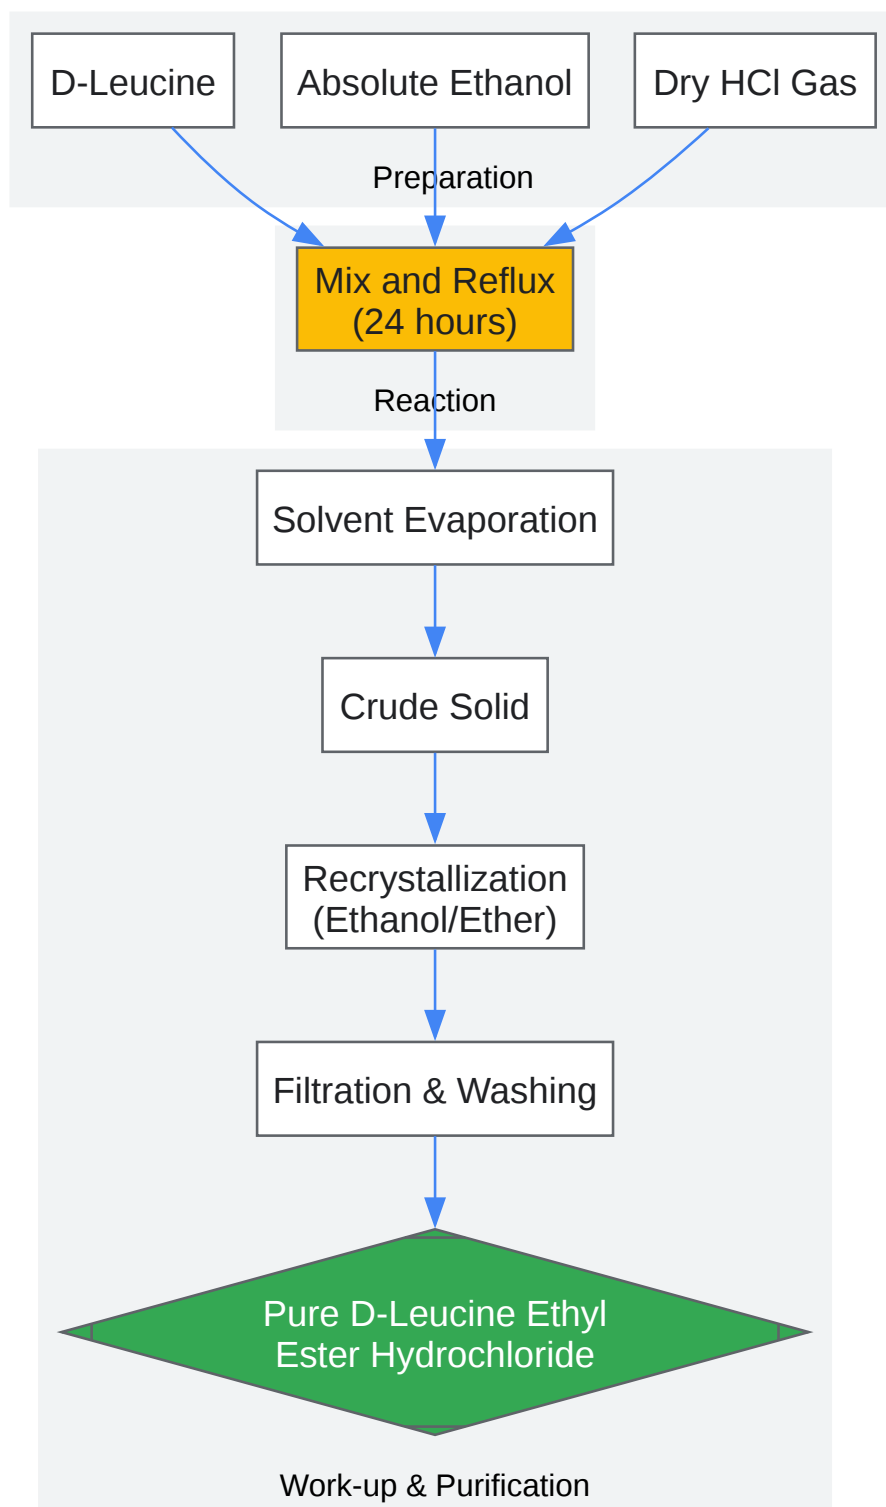 D-Leucine
Absolute Ethanol
Dry HCl Gas
Preparation
Mix and Reflux
(24 hours)
Reaction
Solvent Evaporation
Crude Solid
Recrystallization
(Ethanol/Ether)
Filtration & Washing
Pure D-Leucine Ethyl
Ester Hydrochloride
Work-up & Purification